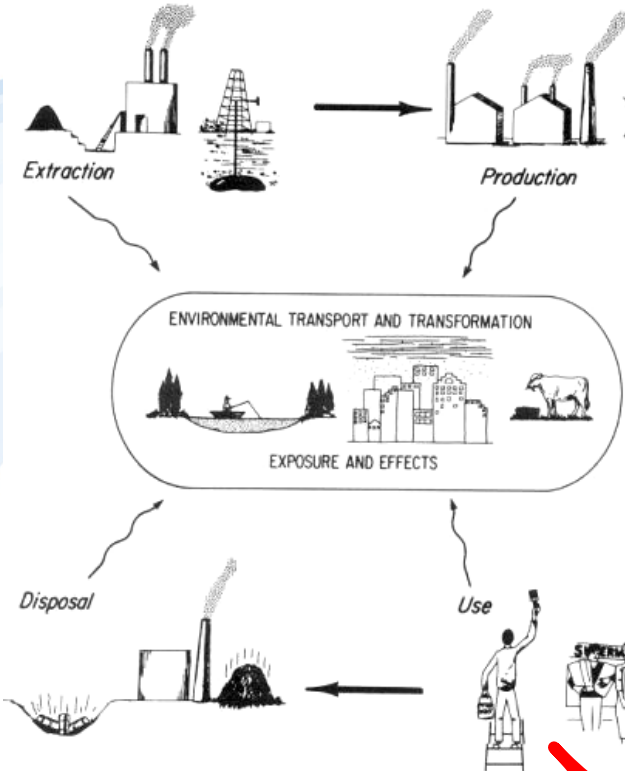 Extraction
Production
ENVIRONMENTAL TRANSPORT AND TRANSFORMATION
EXPOSURE AND EFFECTS
Disposal
Use